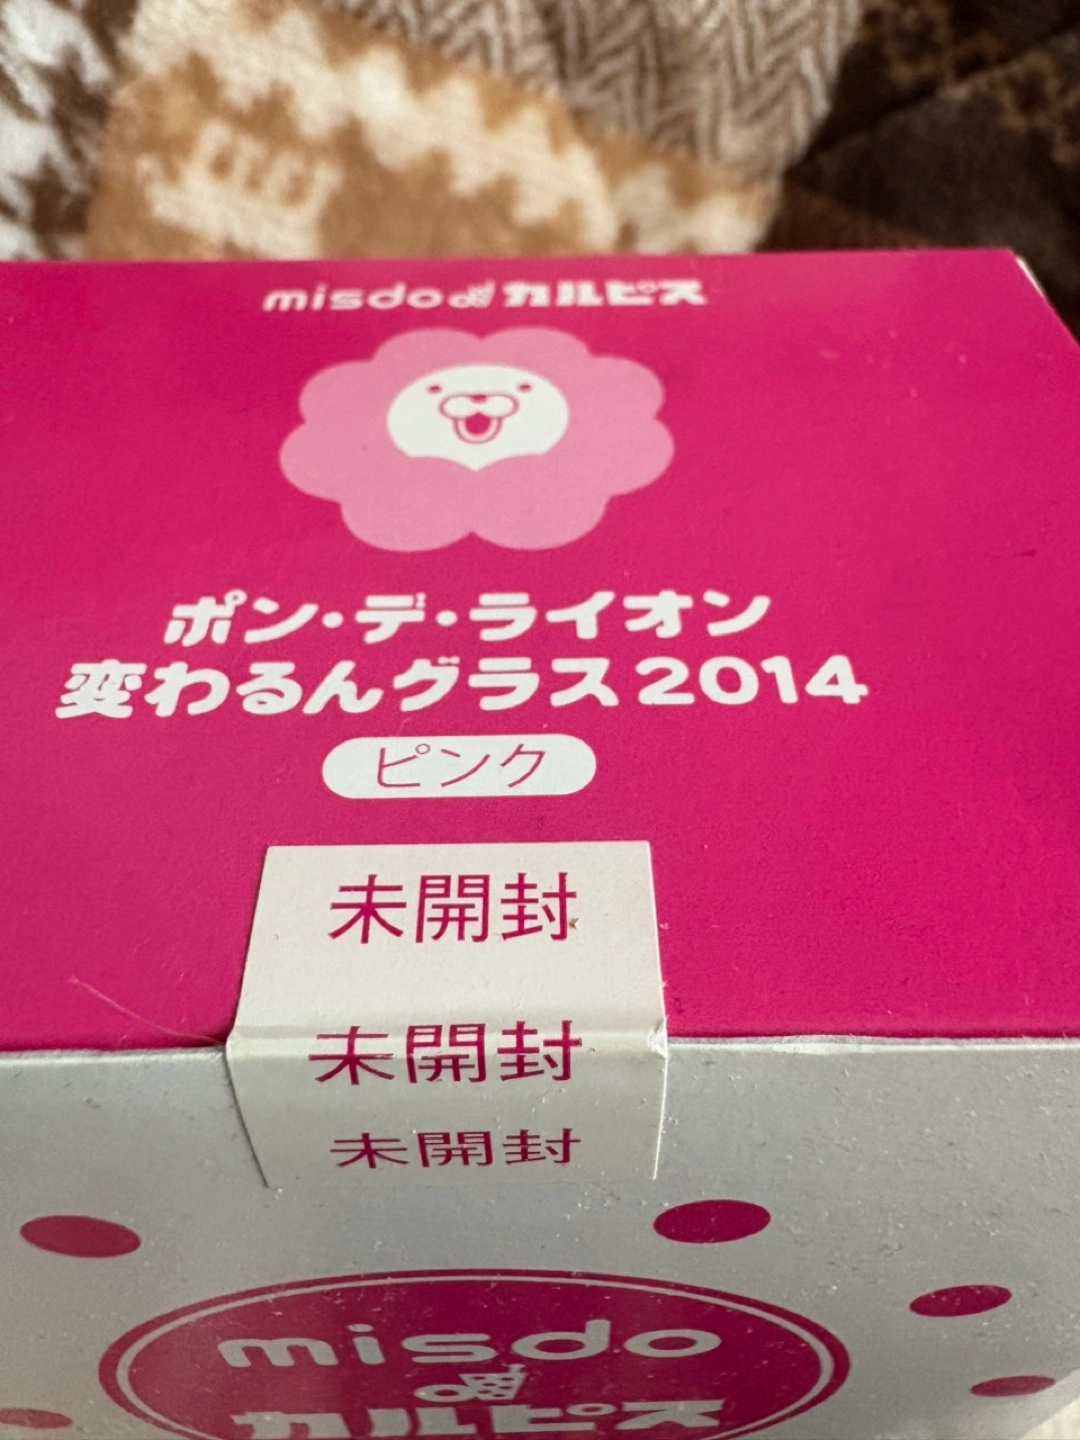 misdo カルピス
ポン・デ・ライオン
変わるんグラス2014
ピンク
未開封
未開封
未開封
misdo
カルピス